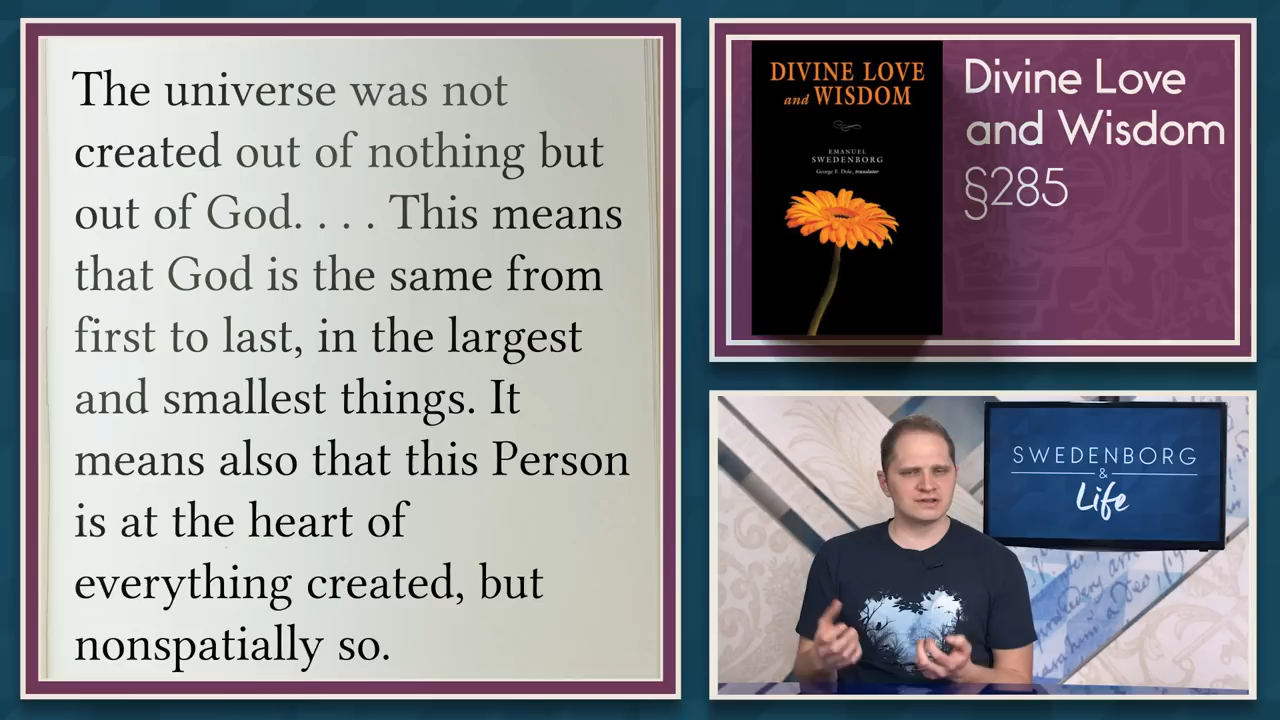 The universe was not
created out of nothing but
out of God. . . . This means
that God is the same from
first to last, in the largest
and smallest things. It
means also that this Person
is at the heart of
everything created, but
nonspatially so.
DIVINE LOVE
and WISDOM
EMANUEL
SWEDENBORG
George F. Dole, translator
Divine Love
and Wisdom
§285
SWEDENBORG
&
Life